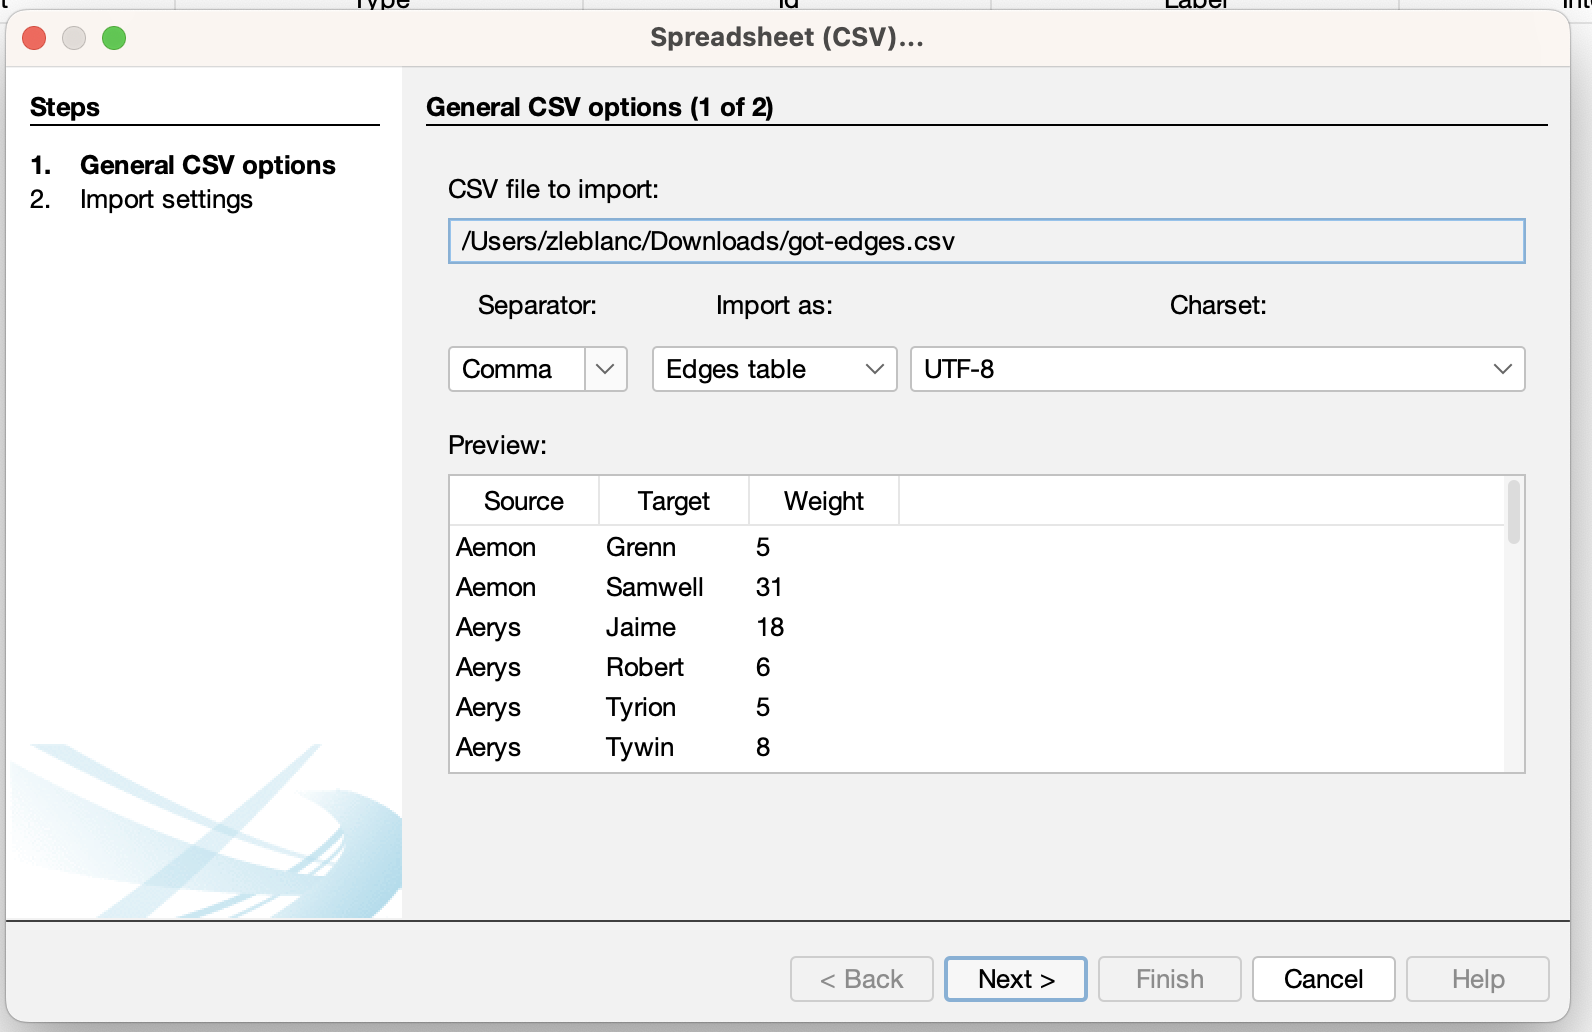 Type Id Label
Spreadsheet (CSV)...
Steps
1. General CSV options
2. Import settings
General CSV options (1 of 2)
CSV file to import:
/Users/zleblanc/Downloads/got-edges.csv
Separator: Import as: Charset:
Comma Edges table UTF-8
Preview:
Source Target Weight
Aemon Grenn 5
Aemon Samwell 31
Aerys Jaime 18
Aerys Robert 6
Aerys Tyrion 5
Aerys Tywin 8
< Back Next > Finish Cancel Help